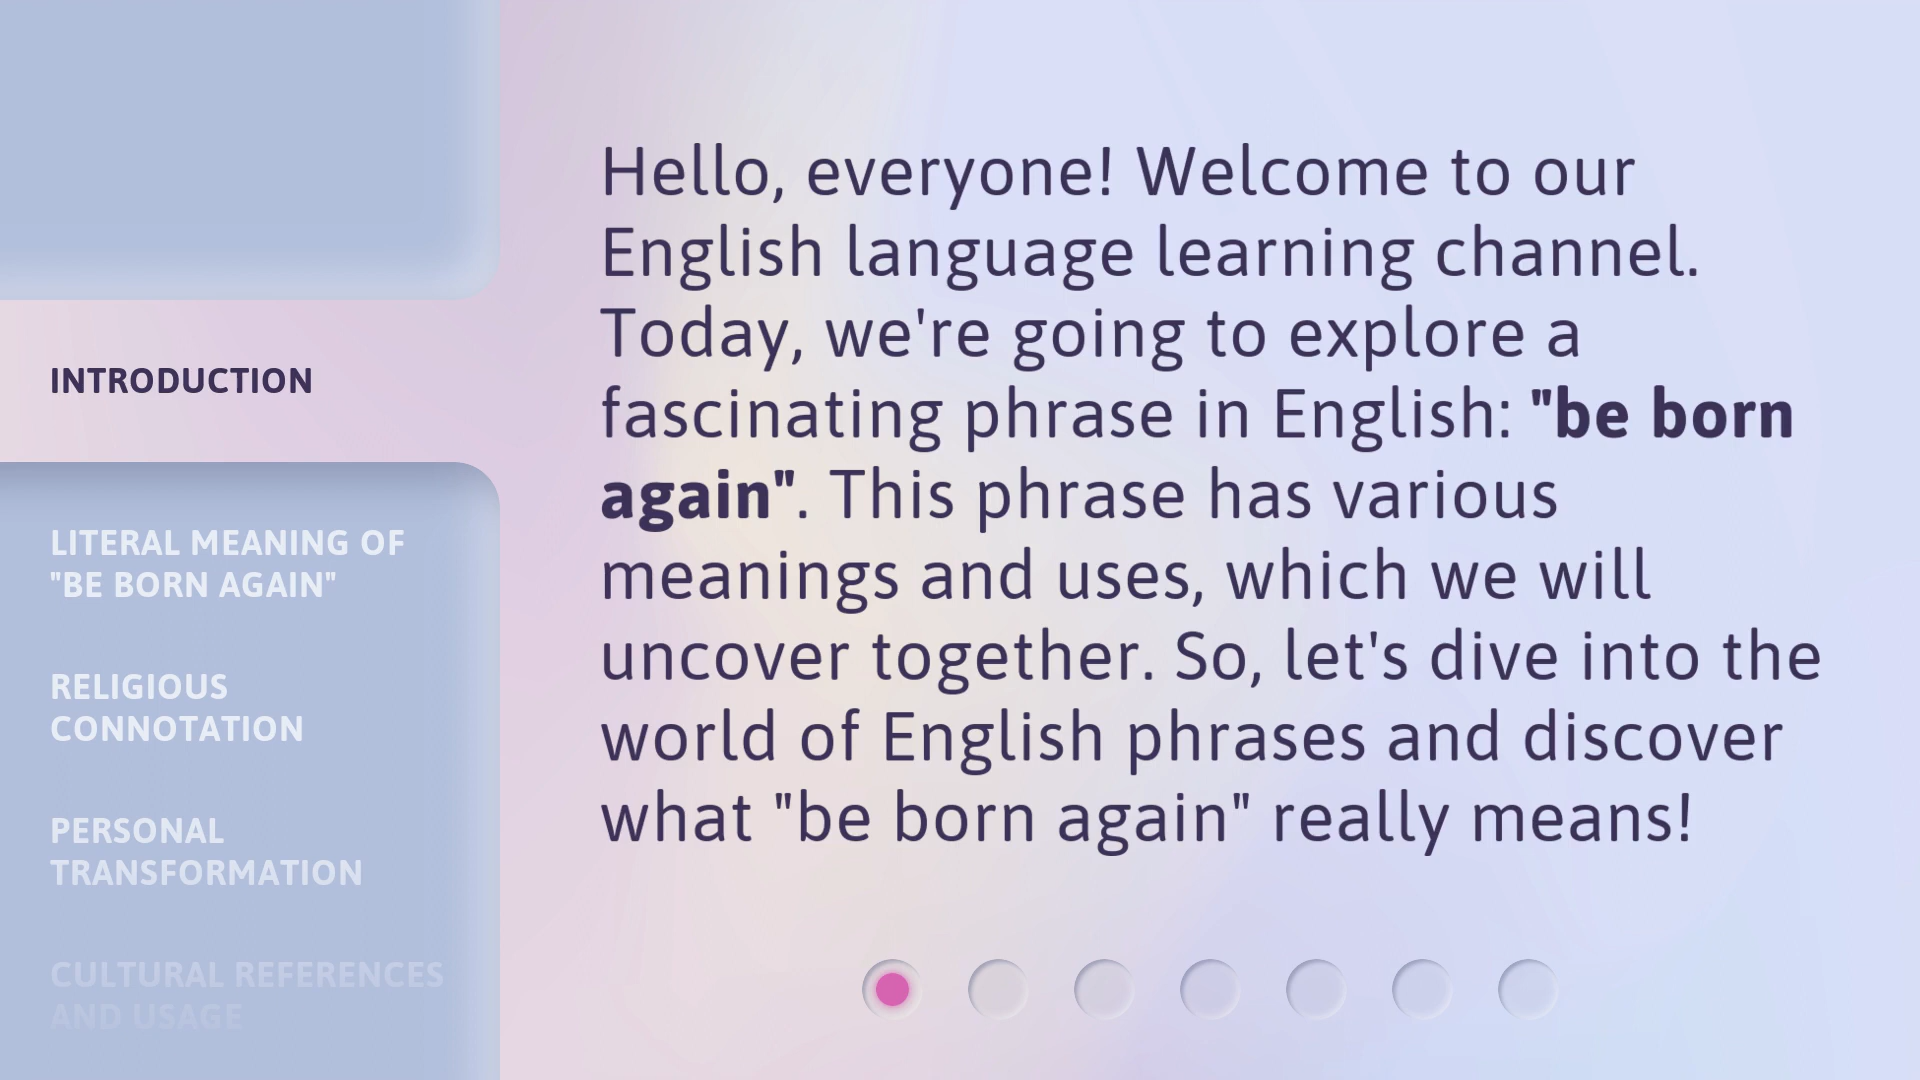 INTRODUCTION
LITERAL MEANING OF
"BE BORN AGAIN"
RELIGIOUS
CONNOTATION
PERSONAL
TRANSFORMATION
CULTURAL REFERENCES
AND USAGE
Hello, everyone! Welcome to our
English language learning channel.
Today, we're going to explore a
fascinating phrase in English: "be born
again". This phrase has various
meanings and uses, which we will
uncover together. So, let's dive into the
world of English phrases and discover
what "be born again" really means!